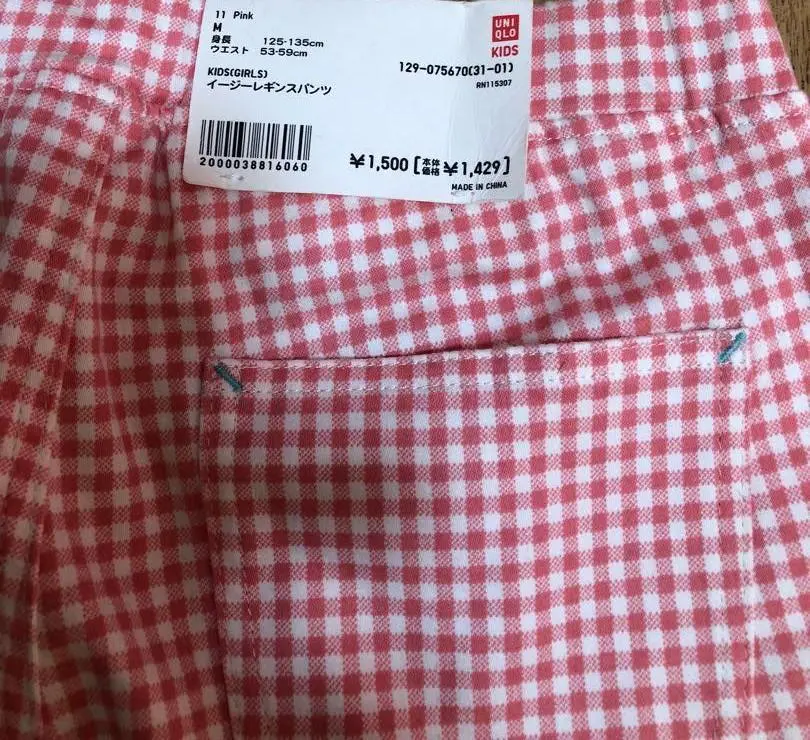 11 Pink
M
身長 125-135cm
ウエスト 53-59cm
UNI
QLO
KIDS
129-075670(31-01)
RN115307
KIDS(GIRLS)
イージーレギンスパンツ
2000038816060
¥1,500[本体価格¥1,429]
MADE IN CHINA